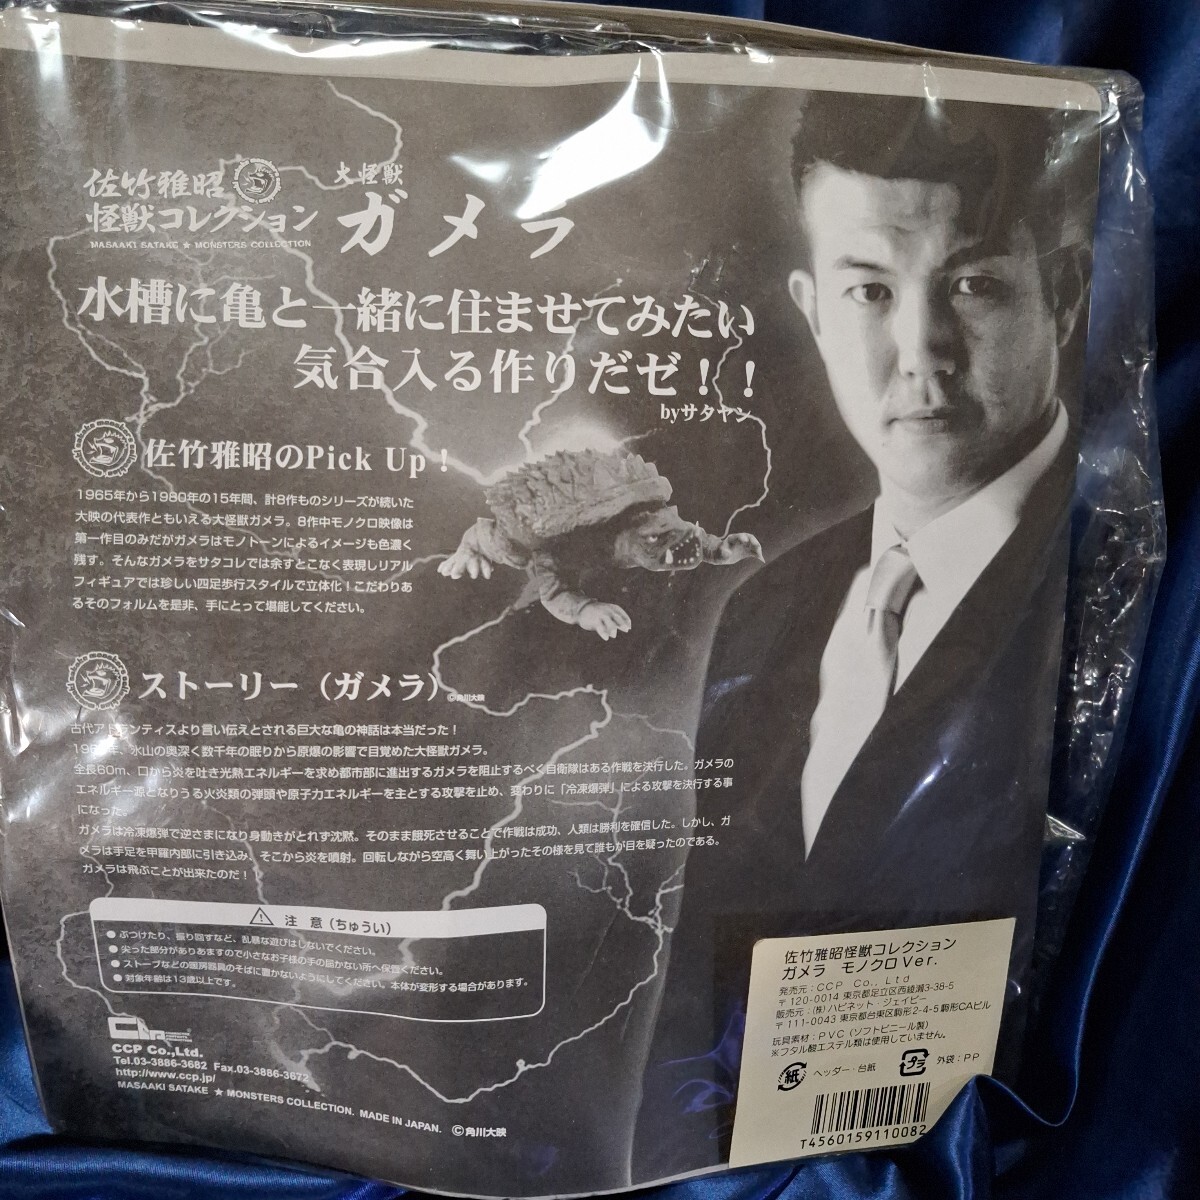 佐竹雅昭
怪獣コレクション
MASAAKI SATAKE ★ MONSTERS COLLECTION
大怪獣
ガメラ
水槽に亀と一緒に住ませてみたい
気合入る作りだゼ！！
byサタヤン
佐竹雅昭のPick Up！
1965年から1980年の15年間、計8作ものシリーズが続いた
大映の代表作ともいえる大怪獣ガメラ。8作中モノクロ映像は
第一作目のみだがガメラはモノトーンによるイメージも色濃く
残す。そんなガメラをサタコレでは余すとこなく表現しリアル
フィギュアでは珍しい四足歩行スタイルで立体化！こだわりあ
るそのフォルムを是非、手にとって堪能してください。
ストーリー（ガメラ）
©角川大映
古代アトランティスより言い伝えとされる巨大な亀の神話は本当だった！
年、氷山の奥深く数千年の眠りから原爆の影響で目覚めた大怪獣ガメラ。
全長60m、口から炎を吐き光熱エネルギーを求め都市部に進出するガメラを阻止するべく自衛隊はある作戦を決行した。ガメラの
エネルギー源となりうる火炎類の弾頭や原子力エネルギーを主とする攻撃を止め、変わりに「冷凍爆弾」による攻撃を決行する事
になった。
ガメラは冷凍爆弾で逆さまになり身動きがとれず沈黙。そのまま餓死させることで作戦は成功、人類は勝利を確信した。しかし、ガ
メラは手足を甲羅内部に引き込み、そこから炎を噴射。回転しながら空高く舞い上がったその様を見て誰もが目を疑ったのである。
ガメラは飛ぶことが出来たのだ！
注 意（ちゅうい）
●ぶつけたり、振り回すなど、乱暴な遊びはしないでください。
●尖った部分がありますので小さなお子様の手の届かない所へ保管ください。
●ストーブなどの暖房器具のそばに置かないようにしてください。本体が変形する場合があります。
●対象年齢は13歳以上です。
CCP
CCP Co.,Ltd.
Tel.03-3886-3682 Fax.03-3886-3672
http://www.ccp.jp/
MASAAKI SATAKE ★ MONSTERS COLLECTION. MADE IN JAPAN. ©角川大映
佐竹雅昭怪獣コレクション
ガメラ モノクロVer.
発売元：CCP Co., Ltd
〒120-0014 東京都足立区西綾瀬3-38-5
販売元：(株)ハピネット・ジェイピー
〒111-0043 東京都台東区駒形2-4-5駒形CAビル
玩具素材：PVC（ソフトビニール製）
※フタル酸エステル類は使用していません。
紙 ヘッダー・台紙 プラ 外袋：PP
T4560159110082